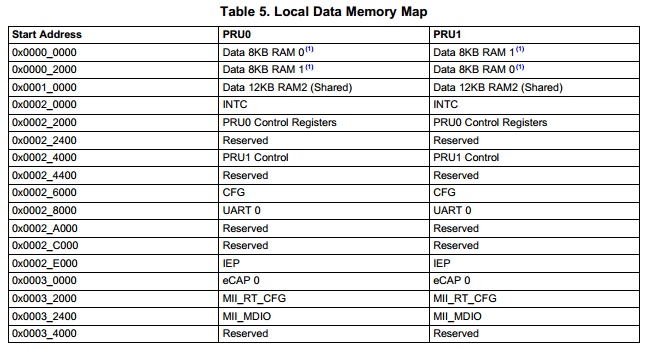 Table 5. Local Data Memory Map
Start Address PRU0 PRU1
0x0000_0000 Data 8KB RAM 0(1) Data 8KB RAM 1(1)
0x0000_2000 Data 8KB RAM 1(1) Data 8KB RAM 0(1)
0x0001_0000 Data 12KB RAM2 (Shared) Data 12KB RAM2 (Shared)
0x0002_0000 INTC INTC
0x0002_2000 PRU0 Control Registers PRU0 Control Registers
0x0002_2400 Reserved Reserved
0x0002_4000 PRU1 Control PRU1 Control
0x0002_4400 Reserved Reserved
0x0002_6000 CFG CFG
0x0002_8000 UART 0 UART 0
0x0002_A000 Reserved Reserved
0x0002_C000 Reserved Reserved
0x0002_E000 IEP IEP
0x0003_0000 eCAP 0 eCAP 0
0x0003_2000 MII_RT_CFG MII_RT_CFG
0x0003_2400 MII_MDIO MII_MDIO
0x0003_4000 Reserved Reserved